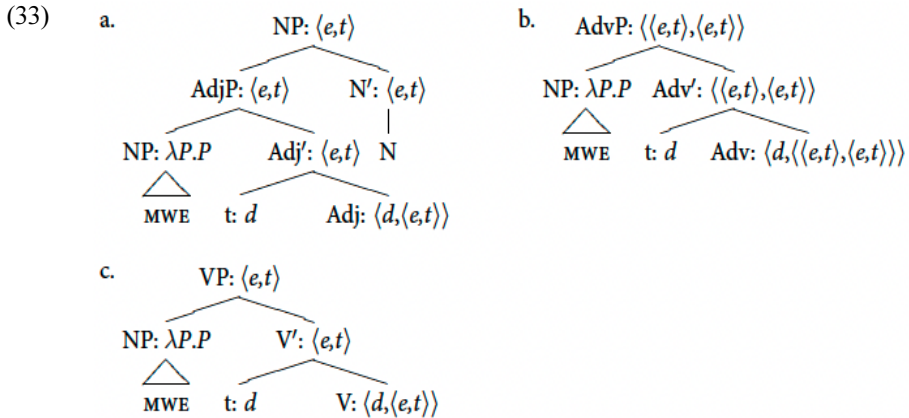 (33) a. NP: ⟨e,t⟩ b. AdvP: ⟨⟨e,t⟩,⟨e,t⟩⟩
AdjP: ⟨e,t⟩ N′: ⟨e,t⟩ NP: λP.P Adv′: ⟨⟨e,t⟩,⟨e,t⟩⟩
NP: λP.P Adj′: ⟨e,t⟩ N MWE t: d Adv: ⟨d,⟨⟨e,t⟩,⟨e,t⟩⟩⟩
MWE t: d Adj: ⟨d,⟨e,t⟩⟩
c. VP: ⟨e,t⟩
NP: λP.P V′: ⟨e,t⟩
MWE t: d V: ⟨d,⟨e,t⟩⟩